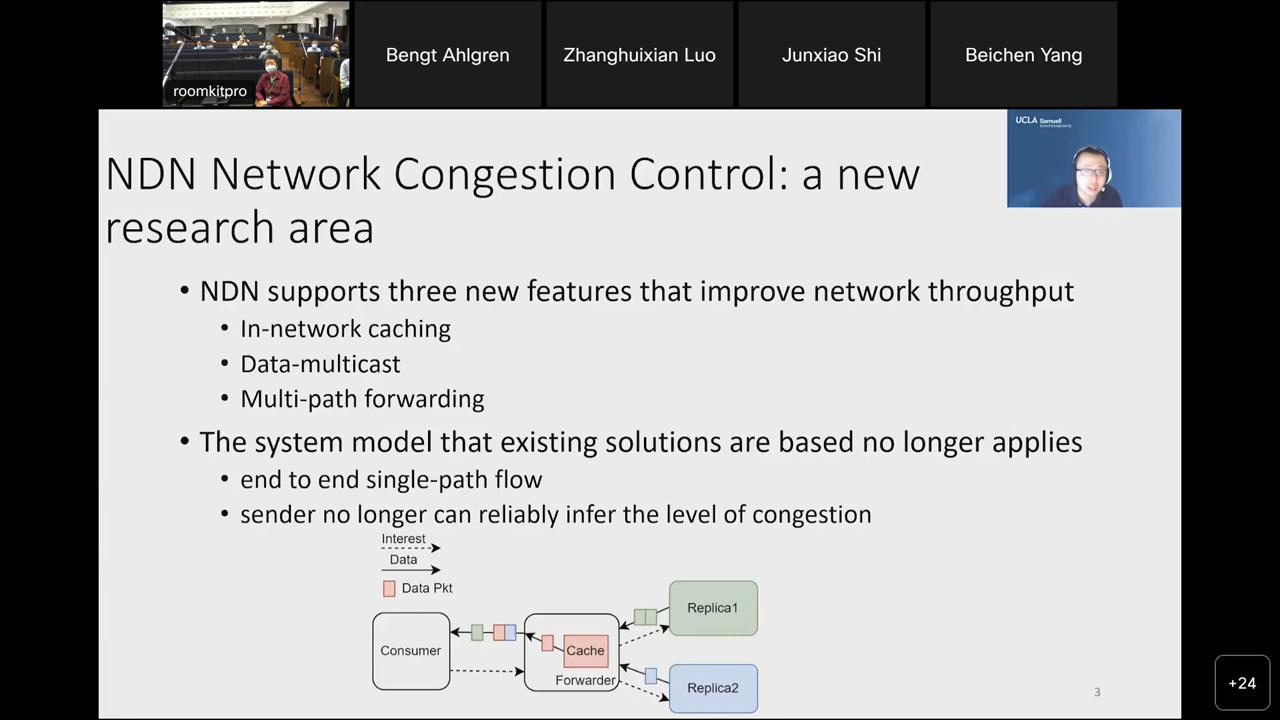 roomkitpro
Bengt Ahlgren
Zhanghuixian Luo
Junxiao Shi
Beichen Yang
UCLA Samueli
NDN Network Congestion Control: a new
research area
• NDN supports three new features that improve network throughput
• In-network caching
• Data-multicast
• Multi-path forwarding
• The system model that existing solutions are based no longer applies
• end to end single-path flow
• sender no longer can reliably infer the level of congestion
Interest
Data
Data Pkt
Consumer
Cache
Forwarder
Replica1
Replica2
3
+24